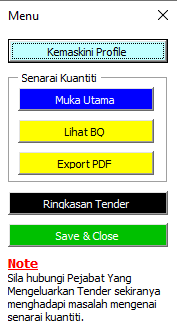 Menu
Kemaskini Profile
Senarai Kuantiti
Muka Utama
Lihat BQ
Export PDF
Ringkasan Tender
Save & Close
Note
Sila hubungi Pejabat Yang
Mengeluarkan Tender sekiranya
menghadapi masalah mengenai
senarai kuantiti.